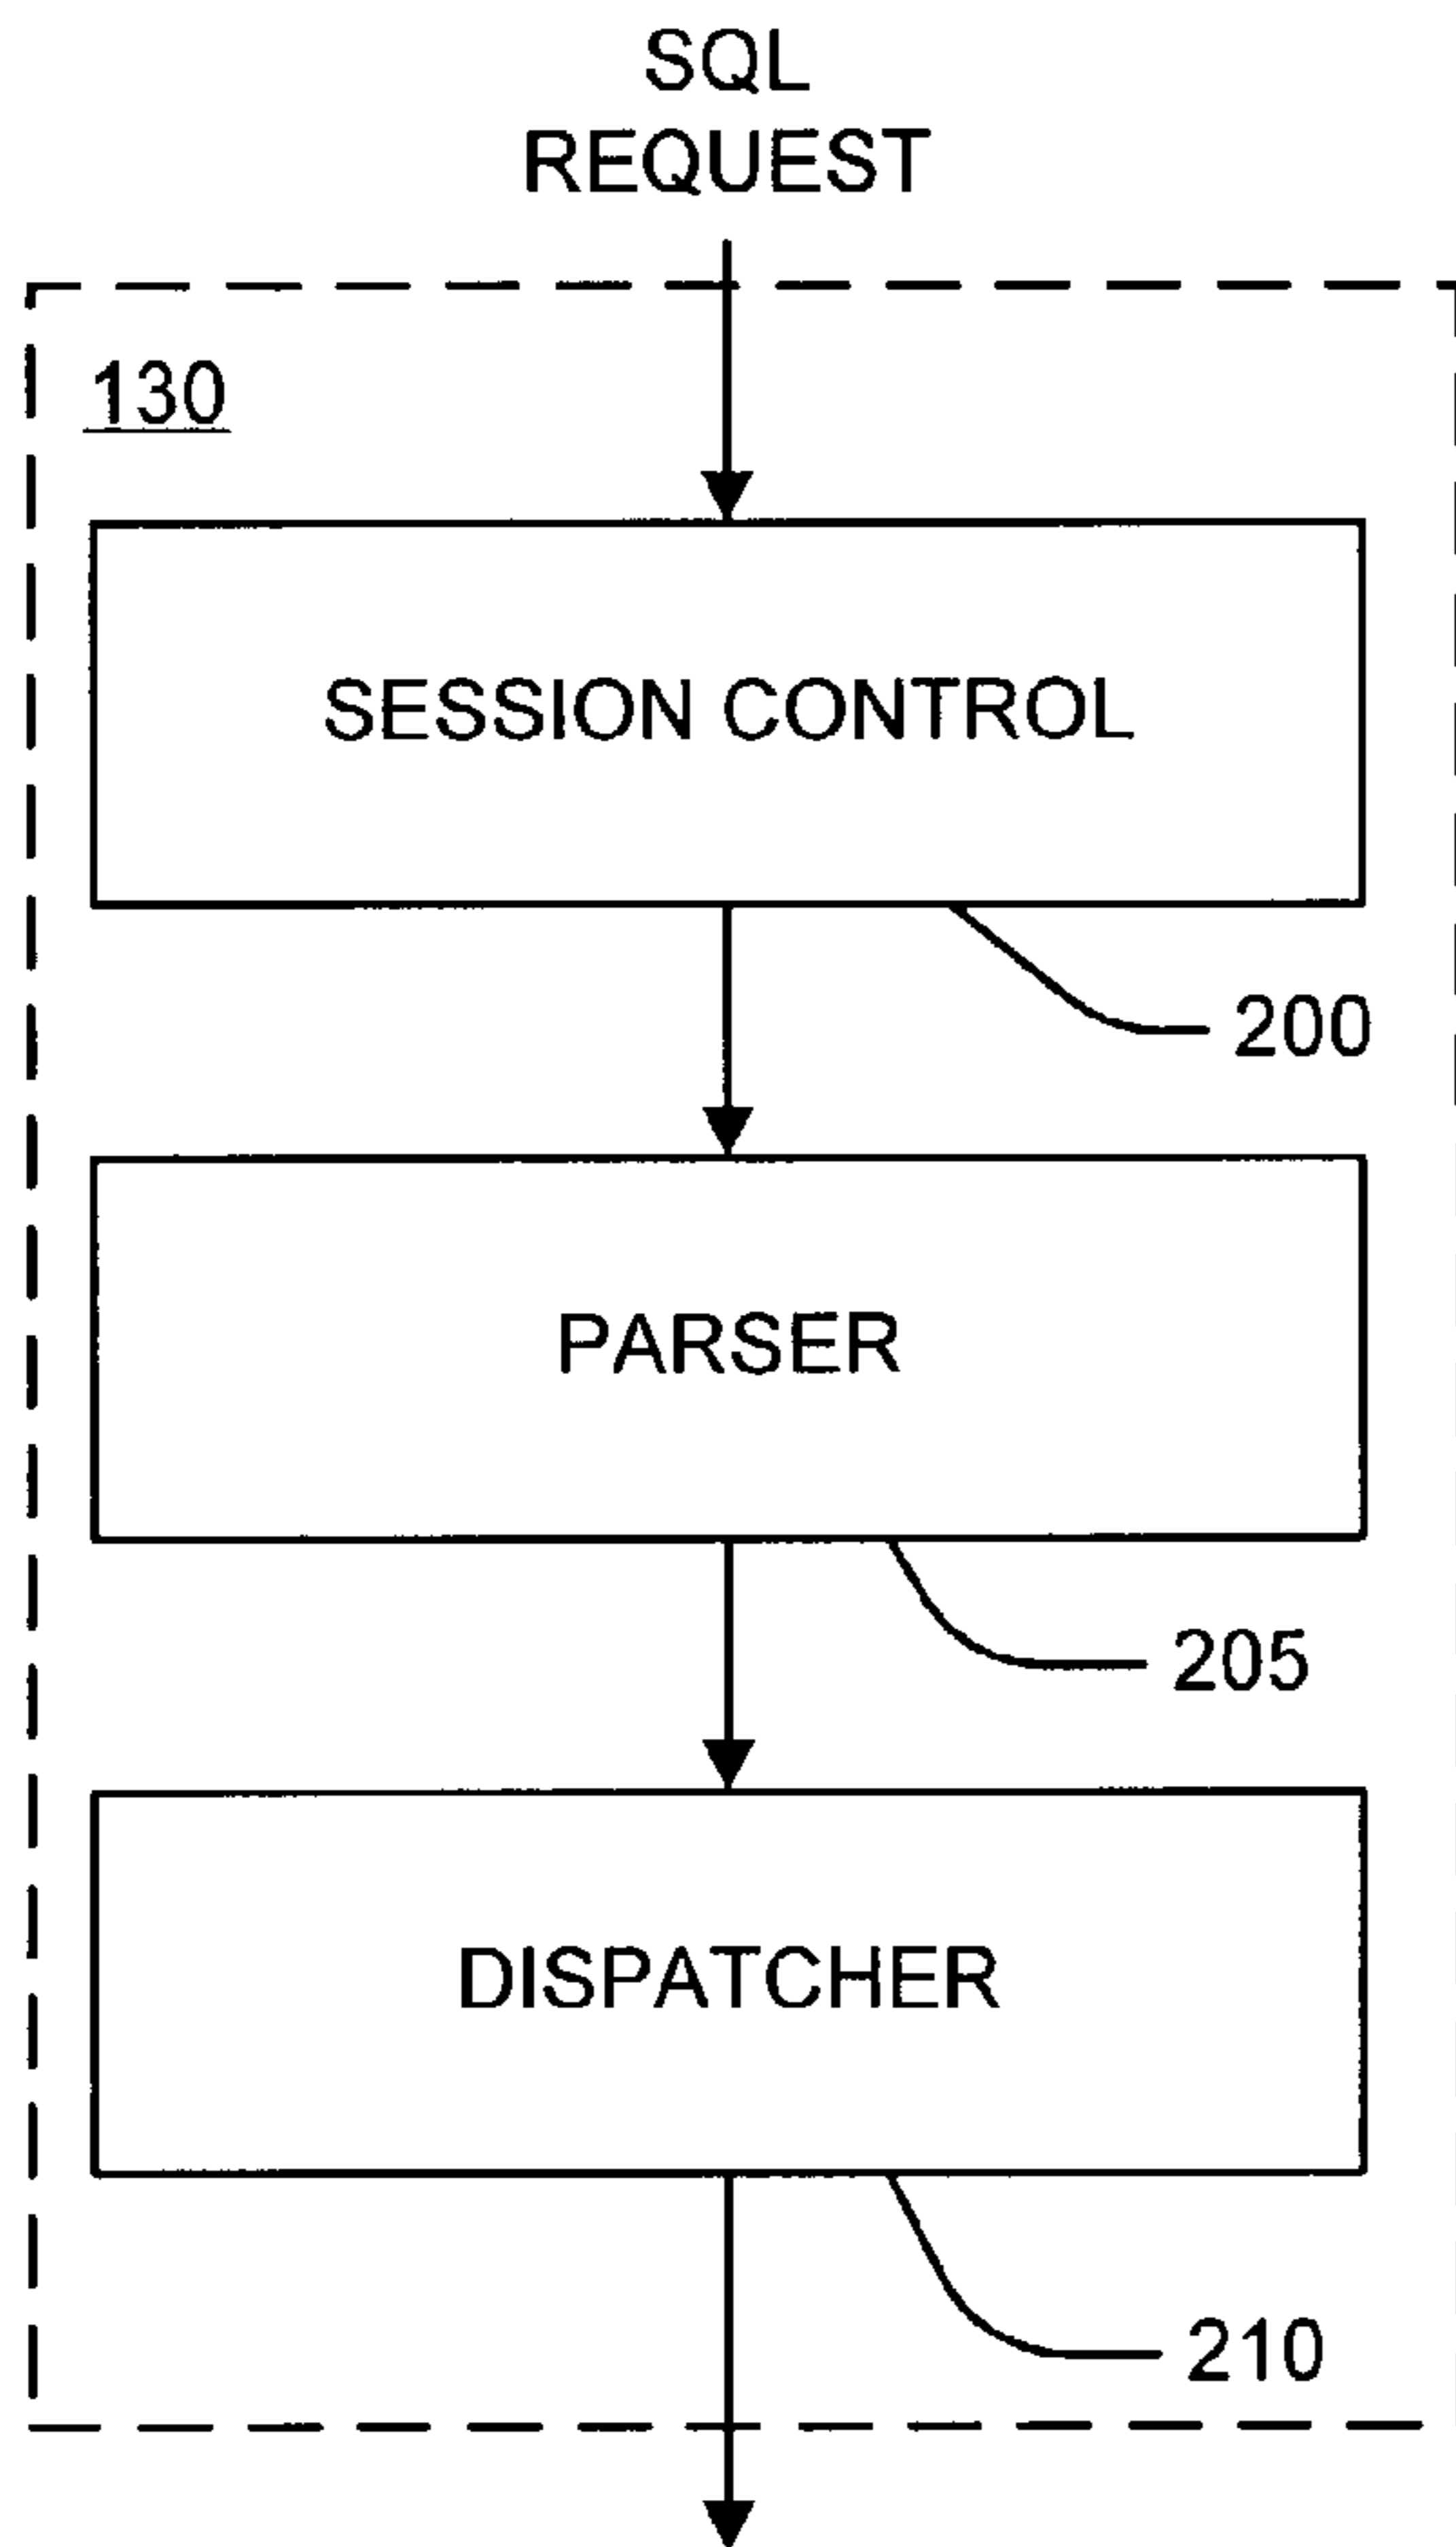 SQL
REQUEST
130
SESSION CONTROL
200
PARSER
205
DISPATCHER
210